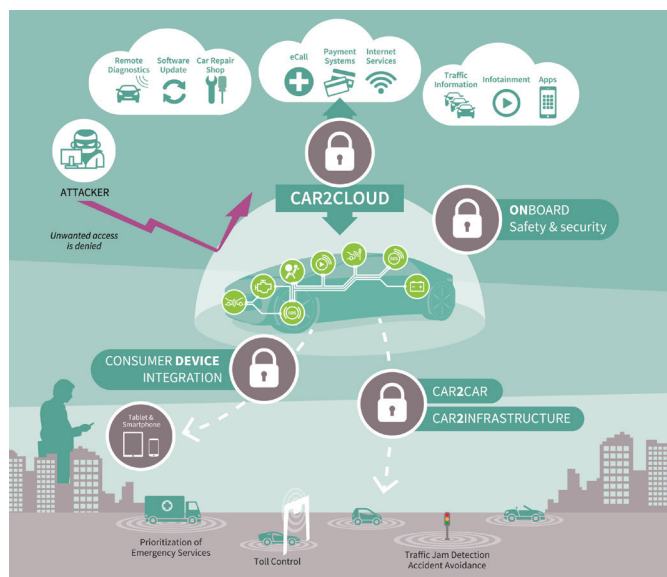 Remote
Diagnostics
Software
Update
Car Repair
Shop
eCall
Payment
Systems
Internet
Services
Traffic
Information
Infotainment
Apps
ATTACKER
Unwanted access
is denied
CAR2CLOUD
ONBOARD
Safety & security
CONSUMER DEVICE
INTEGRATION
Tablet &
Smartphone
CAR2CAR
CAR2INFRASTRUCTURE
Prioritization of
Emergency Services
Toll Control
Traffic Jam Detection
Accident Avoidance